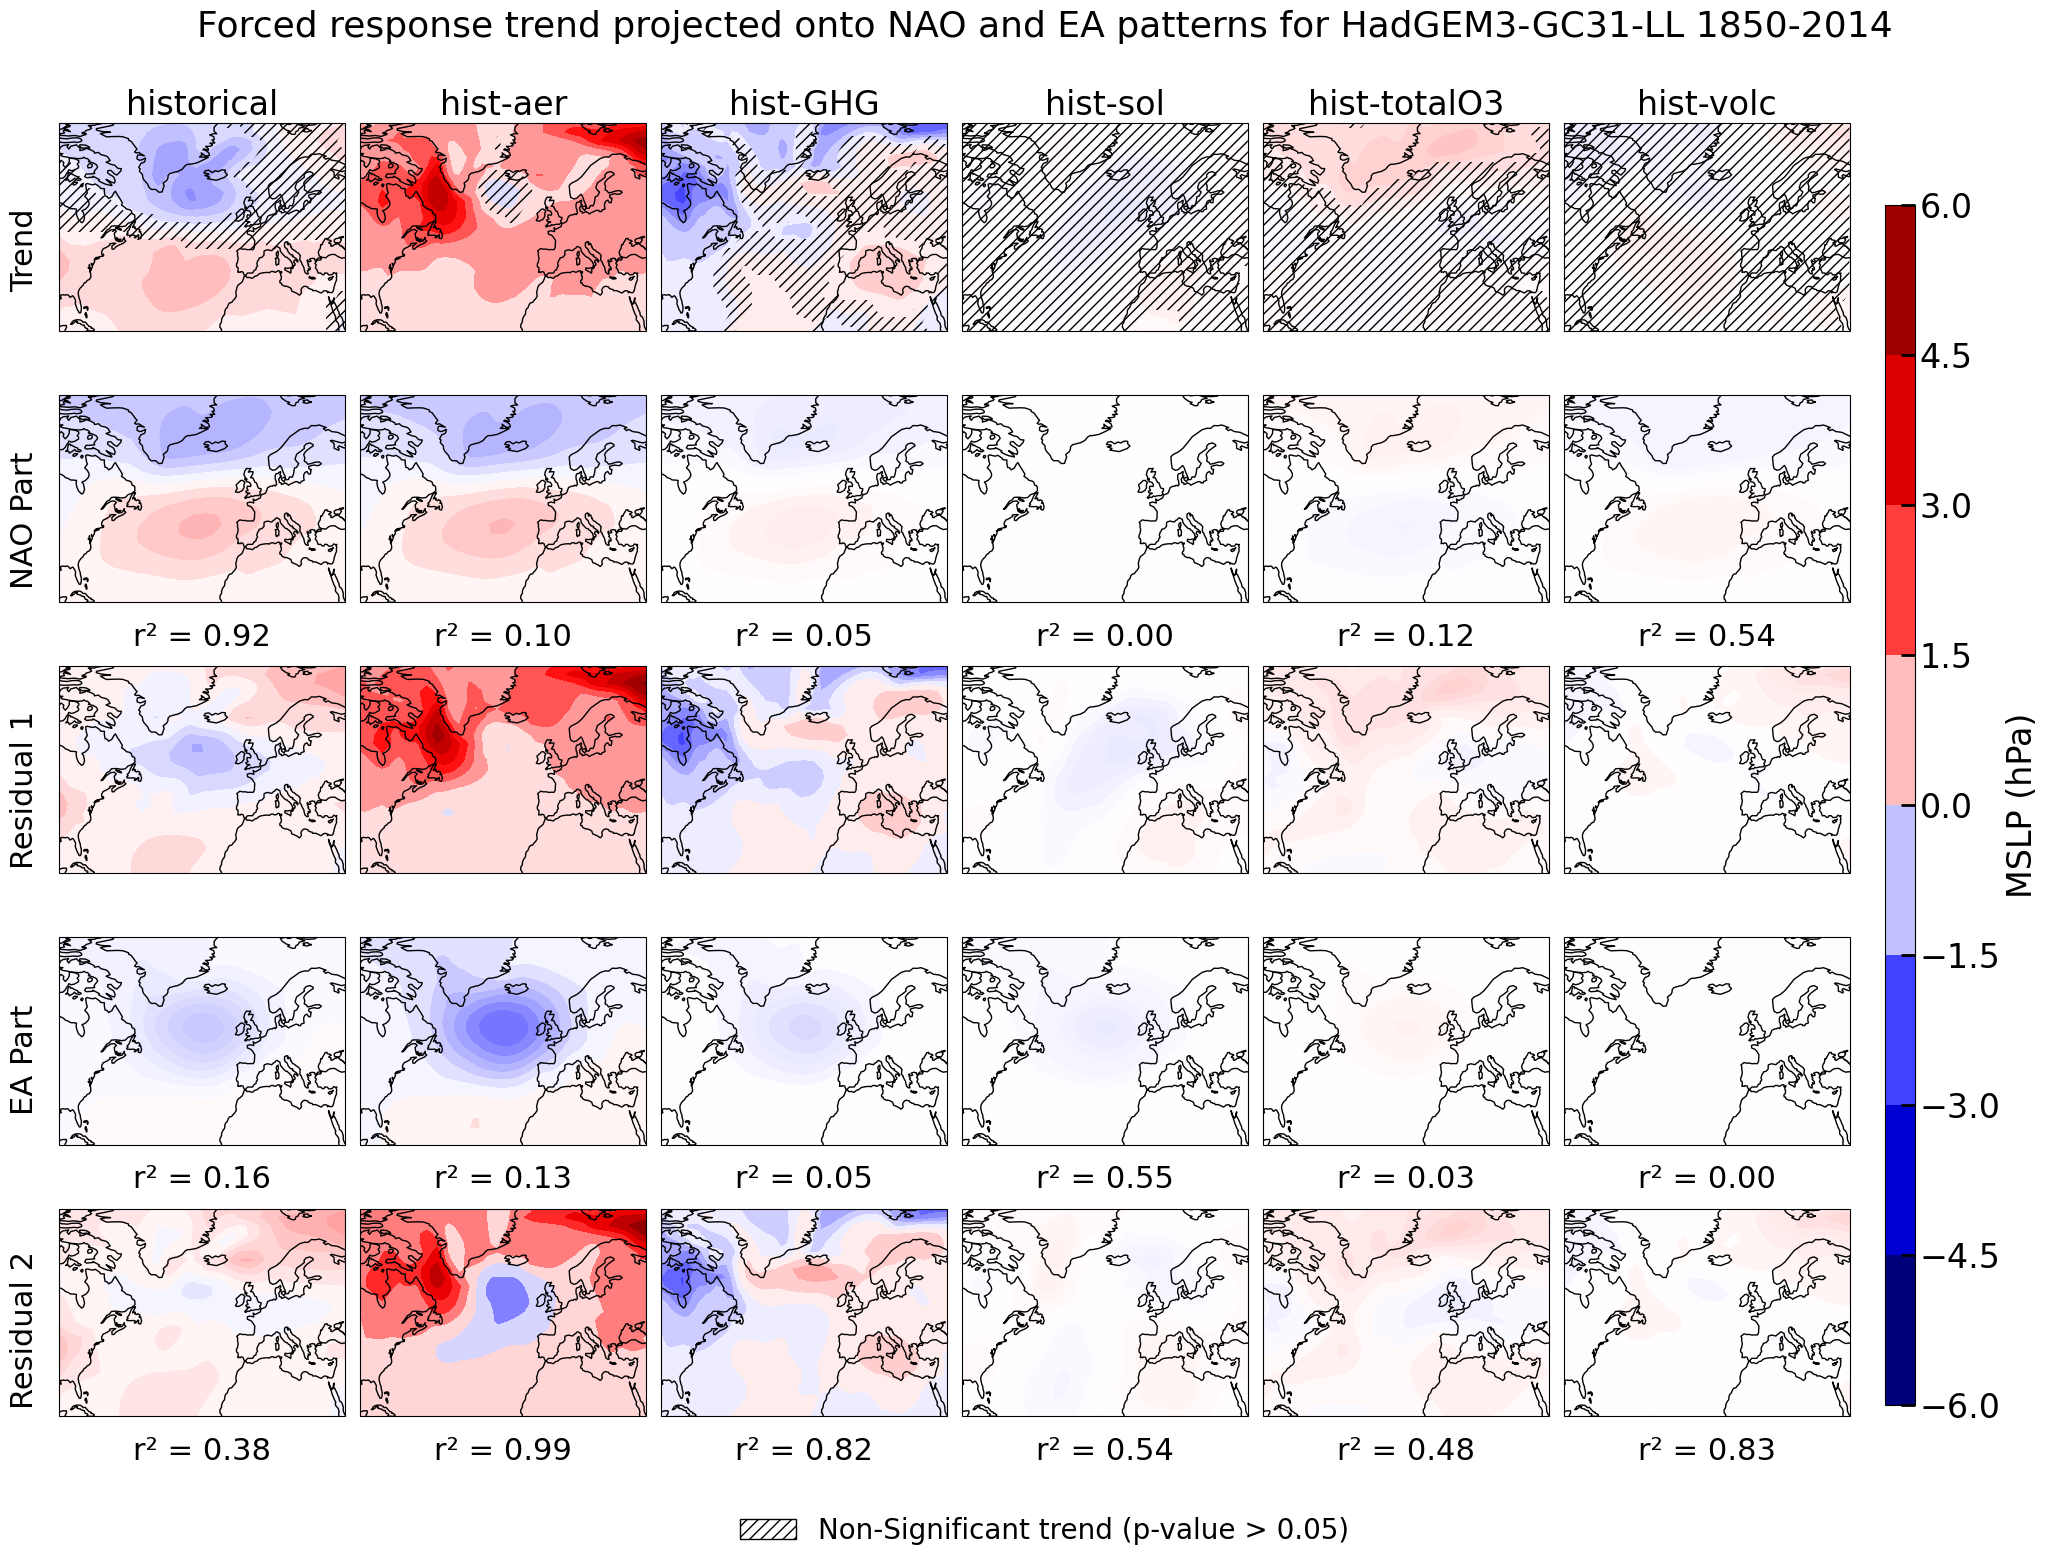 Forced response trend projected onto NAO and EA patterns for HadGEM3-GC31-LL 1850-2014
historical hist-aer hist-GHG hist-sol hist-totalO3 hist-volc
Trend
NAO Part
r² = 0.92 r² = 0.10 r² = 0.05 r² = 0.00 r² = 0.12 r² = 0.54
Residual 1
EA Part
r² = 0.16 r² = 0.13 r² = 0.05 r² = 0.55 r² = 0.03 r² = 0.00
Residual 2
r² = 0.38 r² = 0.99 r² = 0.82 r² = 0.54 r² = 0.48 r² = 0.83
6.0
4.5
3.0
1.5
0.0
−1.5
−3.0
−4.5
−6.0
MSLP (hPa)
Non-Significant trend (p-value > 0.05)